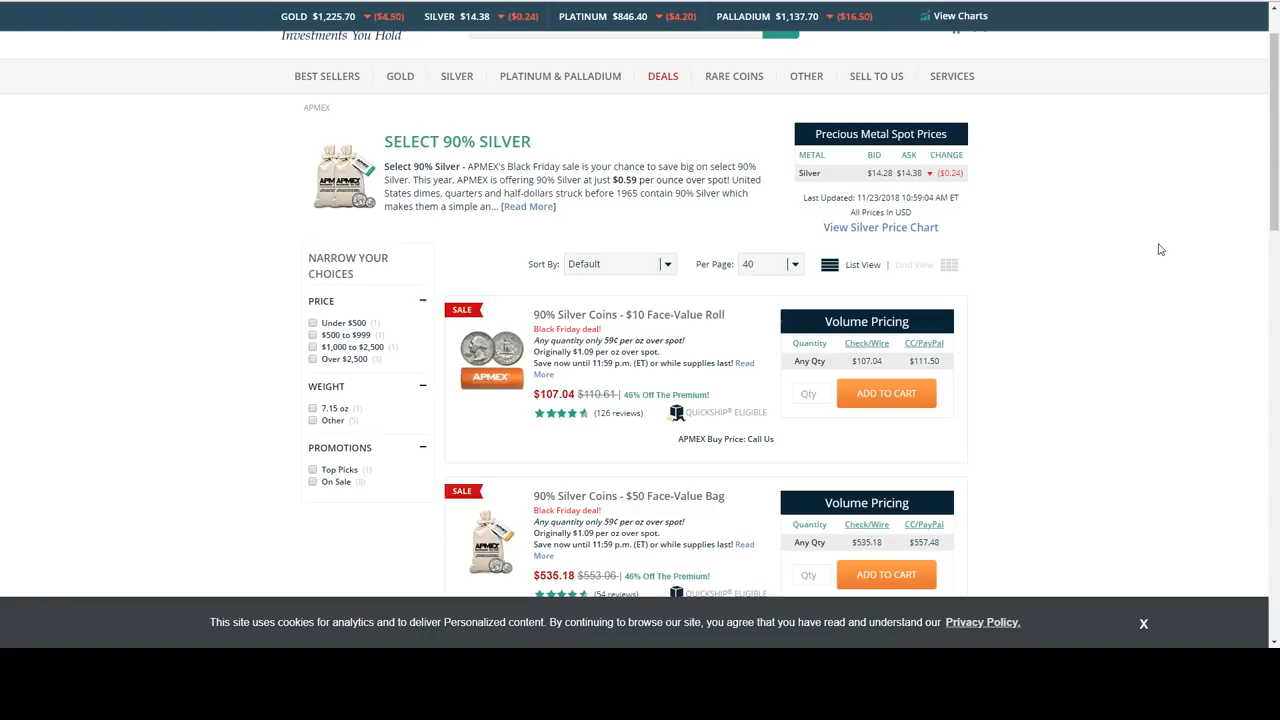 GOLD $1,225.70 ($4.50) SILVER $14.38 ($0.24) PLATINUM $846.40 ($4.20) PALLADIUM $1,137.70 ($16.50) View Charts
Investments You Hold
BEST SELLERS GOLD SILVER PLATINUM & PALLADIUM DEALS RARE COINS OTHER SELL TO US SERVICES
APMEX
SELECT 90% SILVER
Select 90% Silver - APMEX's Black Friday sale is your chance to save big on select 90%
Silver. This year, APMEX is offering 90% Silver at just $0.59 per ounce over spot! United
States dimes, quarters and half-dollars struck before 1965 contain 90% Silver which
makes them a simple an... [Read More]
Precious Metal Spot Prices
METAL BID ASK CHANGE
Silver $14.28 $14.38 ($0.24)
Last Updated: 11/23/2018 10:59:04 AM ET
All Prices In USD
View Silver Price Chart
NARROW YOUR
CHOICES
PRICE
Under $500 (1)
$500 to $999 (1)
$1,000 to $2,500 (1)
Over $2,500 (3)
WEIGHT
7.15 oz (1)
Other (5)
PROMOTIONS
Top Picks (1)
On Sale (6)
Sort By: Default Per Page: 40 List View | Grid View
SALE
90% Silver Coins - $10 Face-Value Roll
Black Friday deal!
Any quantity only 59¢ per oz over spot!
Originally $1.09 per oz over spot.
Save now until 11:59 p.m. (ET) or while supplies last! Read
More
$107.04 $110.61 | 46% Off The Premium!
(126 reviews) QUICKSHIP® ELIGIBLE
APMEX Buy Price: Call Us
APMEX
Volume Pricing
Quantity Check/Wire CC/PayPal
Any Qty $107.04 $111.50
Qty ADD TO CART
SALE
90% Silver Coins - $50 Face-Value Bag
Black Friday deal!
Any quantity only 59¢ per oz over spot!
Originally $1.09 per oz over spot.
Save now until 11:59 p.m. (ET) or while supplies last! Read
More
$535.18 $553.06 | 46% Off The Premium!
(54 reviews) QUICKSHIP® ELIGIBLE
APMEX
Volume Pricing
Quantity Check/Wire CC/PayPal
Any Qty $535.18 $557.48
Qty ADD TO CART
This site uses cookies for analytics and to deliver Personalized content. By continuing to browse our site, you agree that you have read and understand our Privacy Policy. X